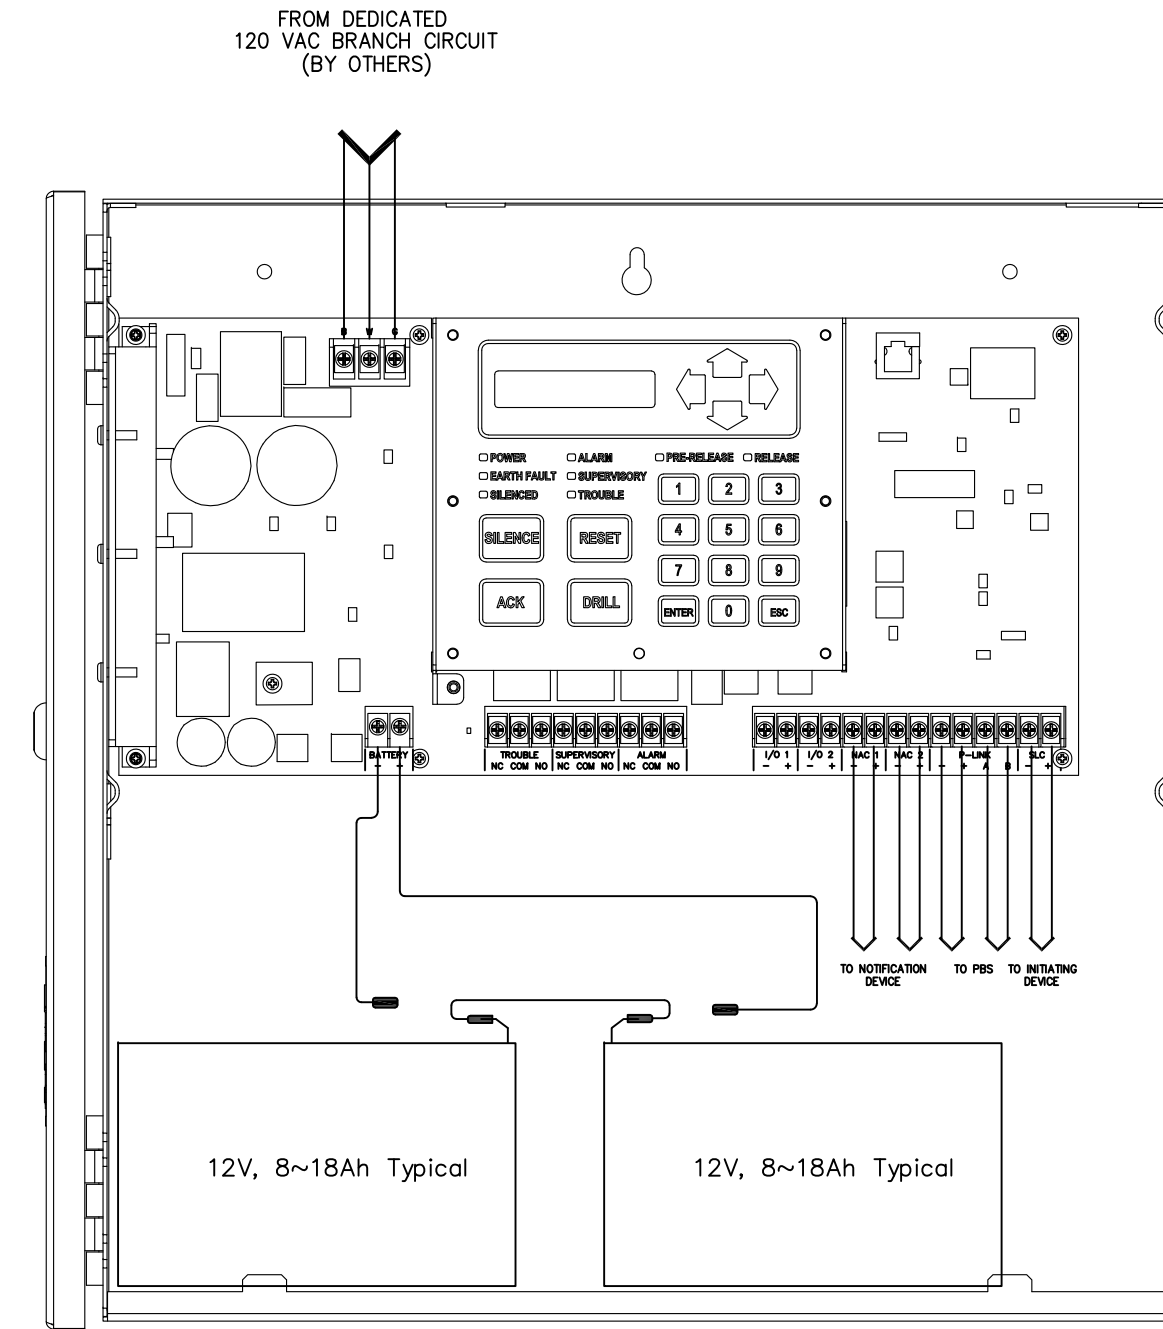 FROM DEDICATED
120 VAC BRANCH CIRCUIT
(BY OTHERS)
B W G
POWER ALARM PRE-RELEASE RELEASE
EARTH FAULT SUPERVISORY
SILENCED TROUBLE
1 2 3
SILENCE RESET 4 5 6
7 8 9
ACK DRILL ENTER 0 ESC
BATTERY TROUBLE SUPERVISORY ALARM I/O 1 I/O 2 NAC 1 NAC 2 P-LINK SLC
NC COM NO NC COM NO NC COM NO - + - + - + - - - + A B - +
TO NOTIFICATION
DEVICE
TO PBS
TO INITIATING
DEVICE
12V, 8~18Ah Typical 12V, 8~18Ah Typical